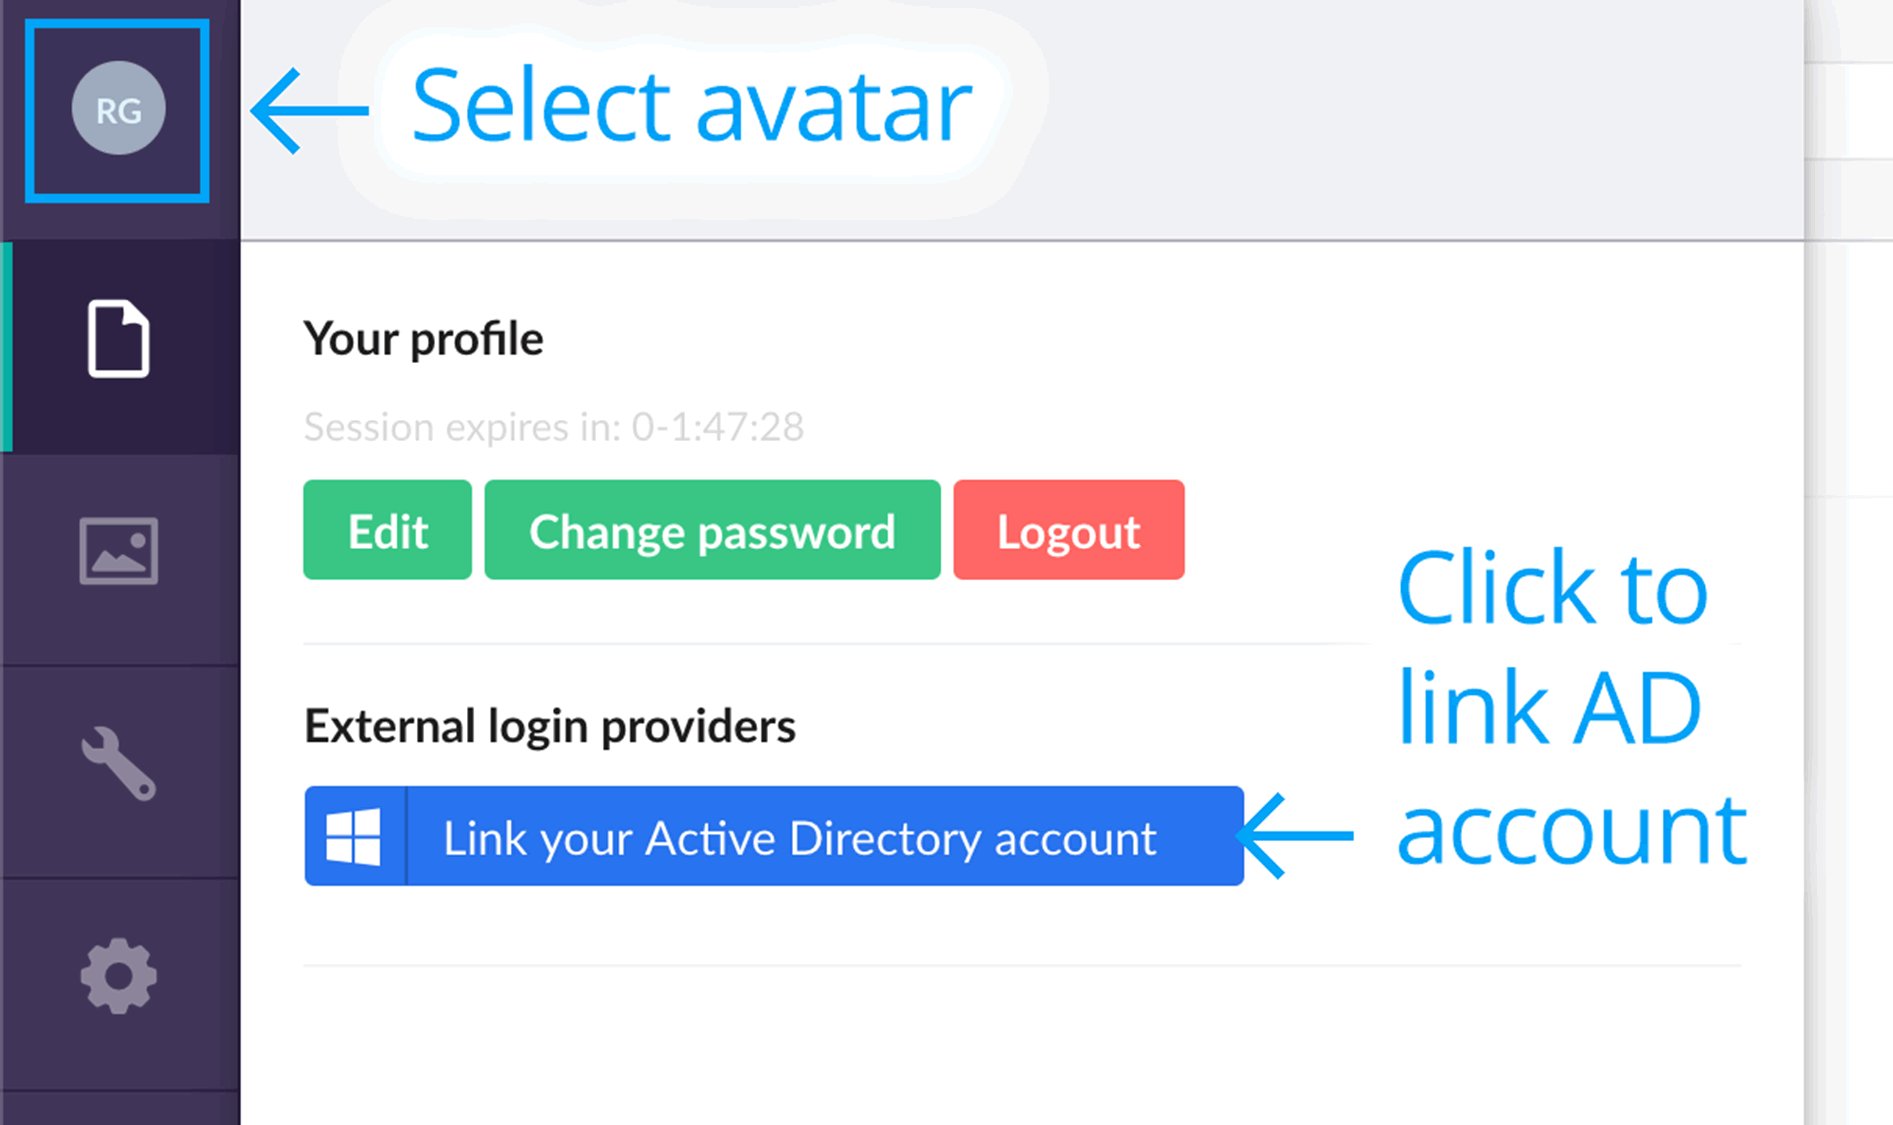 RG
Select avatar
Your profile
Session expires in: 0-1:47:28
Edit
Change password
Logout
Click to
link AD
account
External login providers
Link your Active Directory account